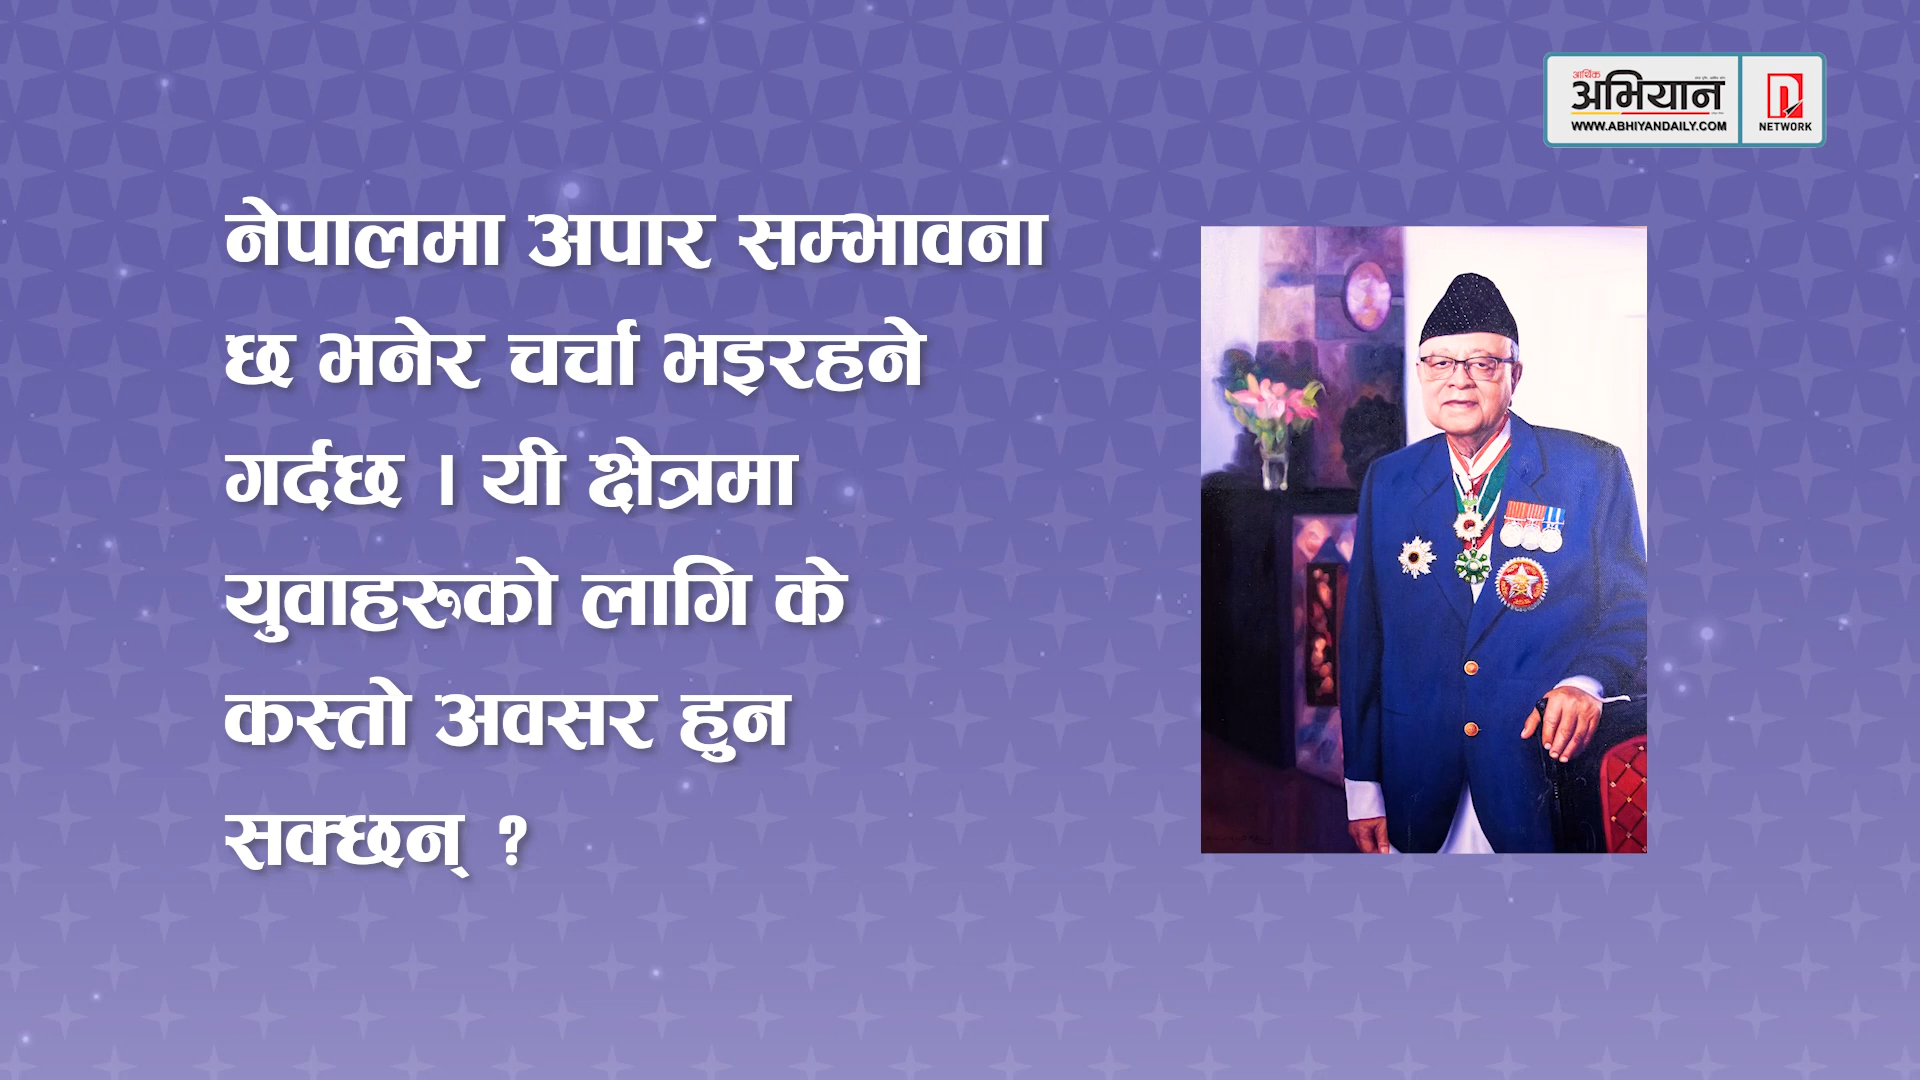 आर्थिक
अभियान
WWW.ABHIYANDAILY.COM
NETWORK
नेपालमा अपार सम्भावना
छ भनेर चर्चा भइरहने
गर्दछ । यी क्षेत्रमा
युवाहरुको लागि के
कस्तो अवसर हुन
सक्छन् ?